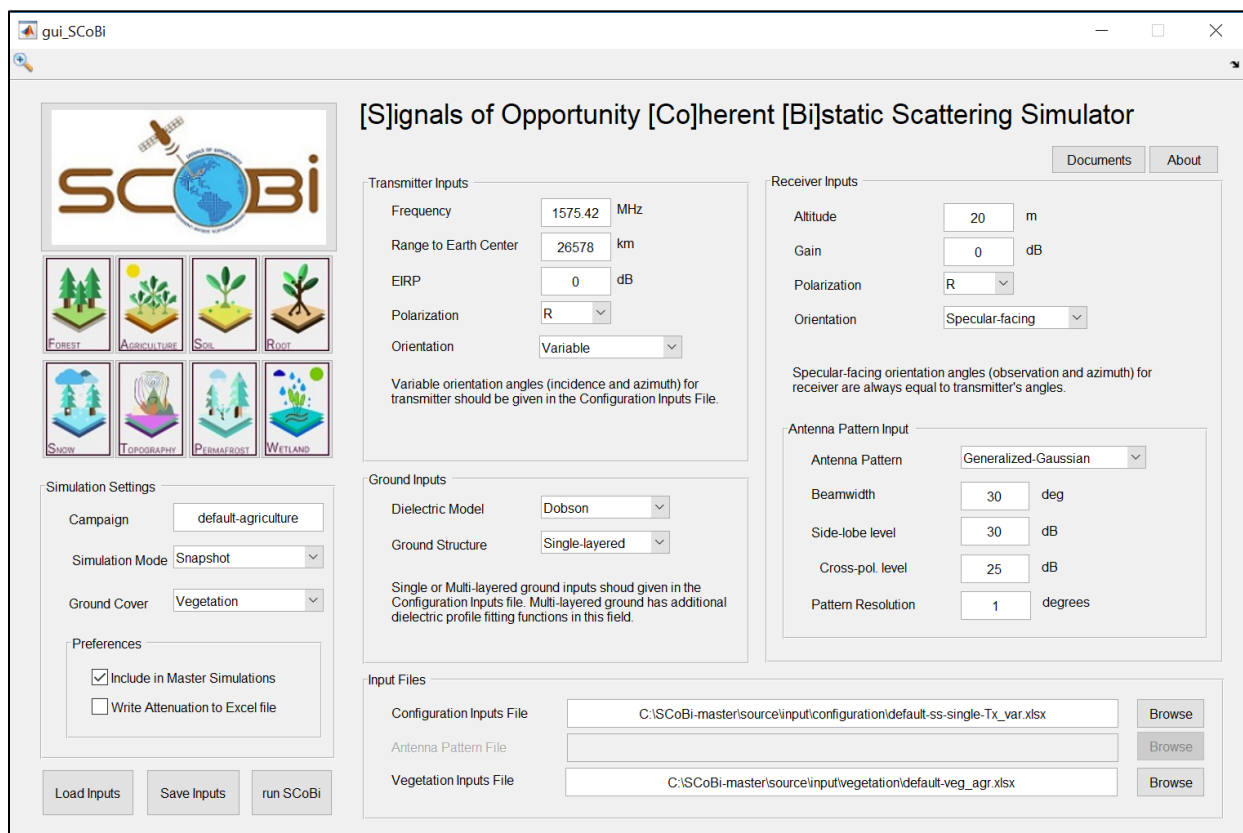 gui_SCoBi
[S]ignals of Opportunity [Co]herent [Bi]static Scattering Simulator
SCOBI
Documents
About
FOREST
AGRICULTURE
SOIL
ROOT
SNOW
TOPOGRAPHY
PERMAFROST
WETLAND
Simulation Settings
Campaign default-agriculture
Simulation Mode Snapshot
Ground Cover Vegetation
Preferences
Include in Master Simulations
Write Attenuation to Excel file
Load Inputs
Save Inputs
run SCoBi
Transmitter Inputs
Frequency 1575.42 MHz
Range to Earth Center 26578 km
EIRP 0 dB
Polarization R
Orientation Variable
Variable orientation angles (incidence and azimuth) for
transmitter should be given in the Configuration Inputs File.
Ground Inputs
Dielectric Model Dobson
Ground Structure Single-layered
Single or Multi-layered ground inputs shoud given in the
Configuration Inputs file. Multi-layered ground has additional
dielectric profile fitting functions in this field.
Receiver Inputs
Altitude 20 m
Gain 0 dB
Polarization R
Orientation Specular-facing
Specular-facing orientation angles (observation and azimuth) for
receiver are always equal to transmitter's angles.
Antenna Pattern Input
Antenna Pattern Generalized-Gaussian
Beamwidth 30 deg
Side-lobe level 30 dB
Cross-pol. level 25 dB
Pattern Resolution 1 degrees
Input Files
Configuration Inputs File C:\SCoBi-master\source\input\configuration\default-ss-single-Tx_var.xlsx Browse
Antenna Pattern File Browse
Vegetation Inputs File C:\SCoBi-master\source\input\vegetation\default-veg_agr.xlsx Browse